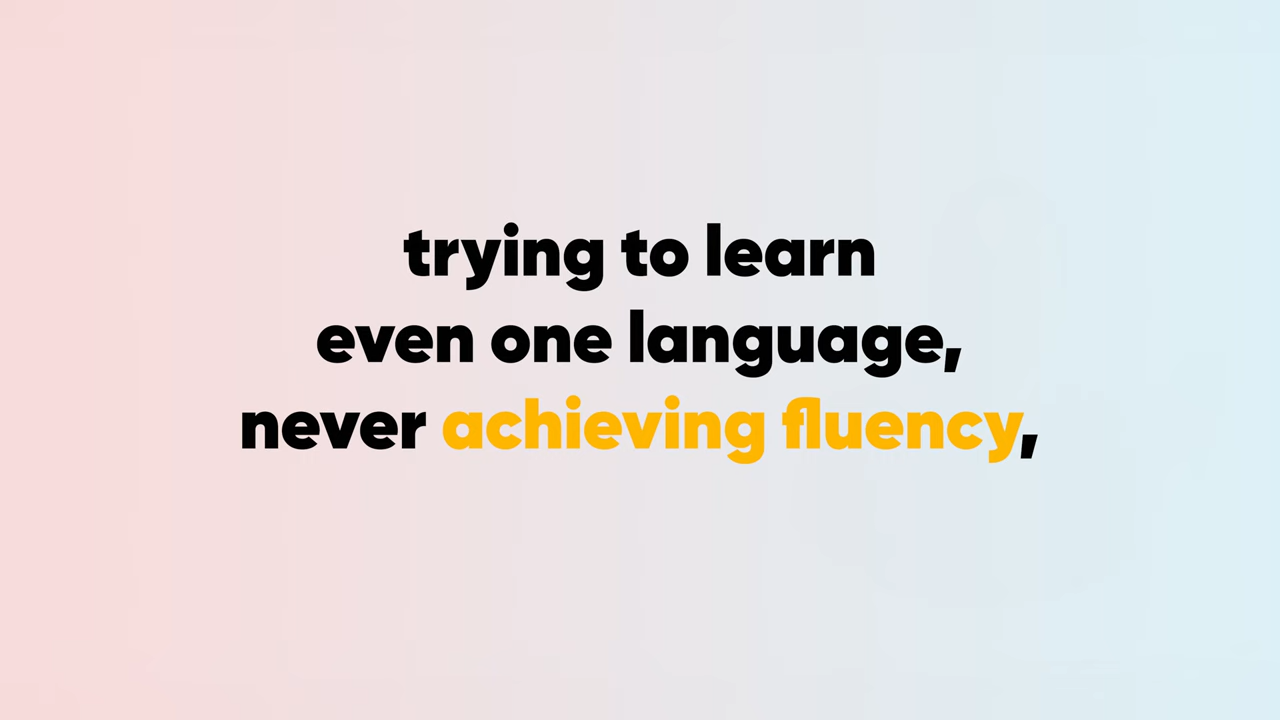 trying to learn
even one language,
never achieving fluency,